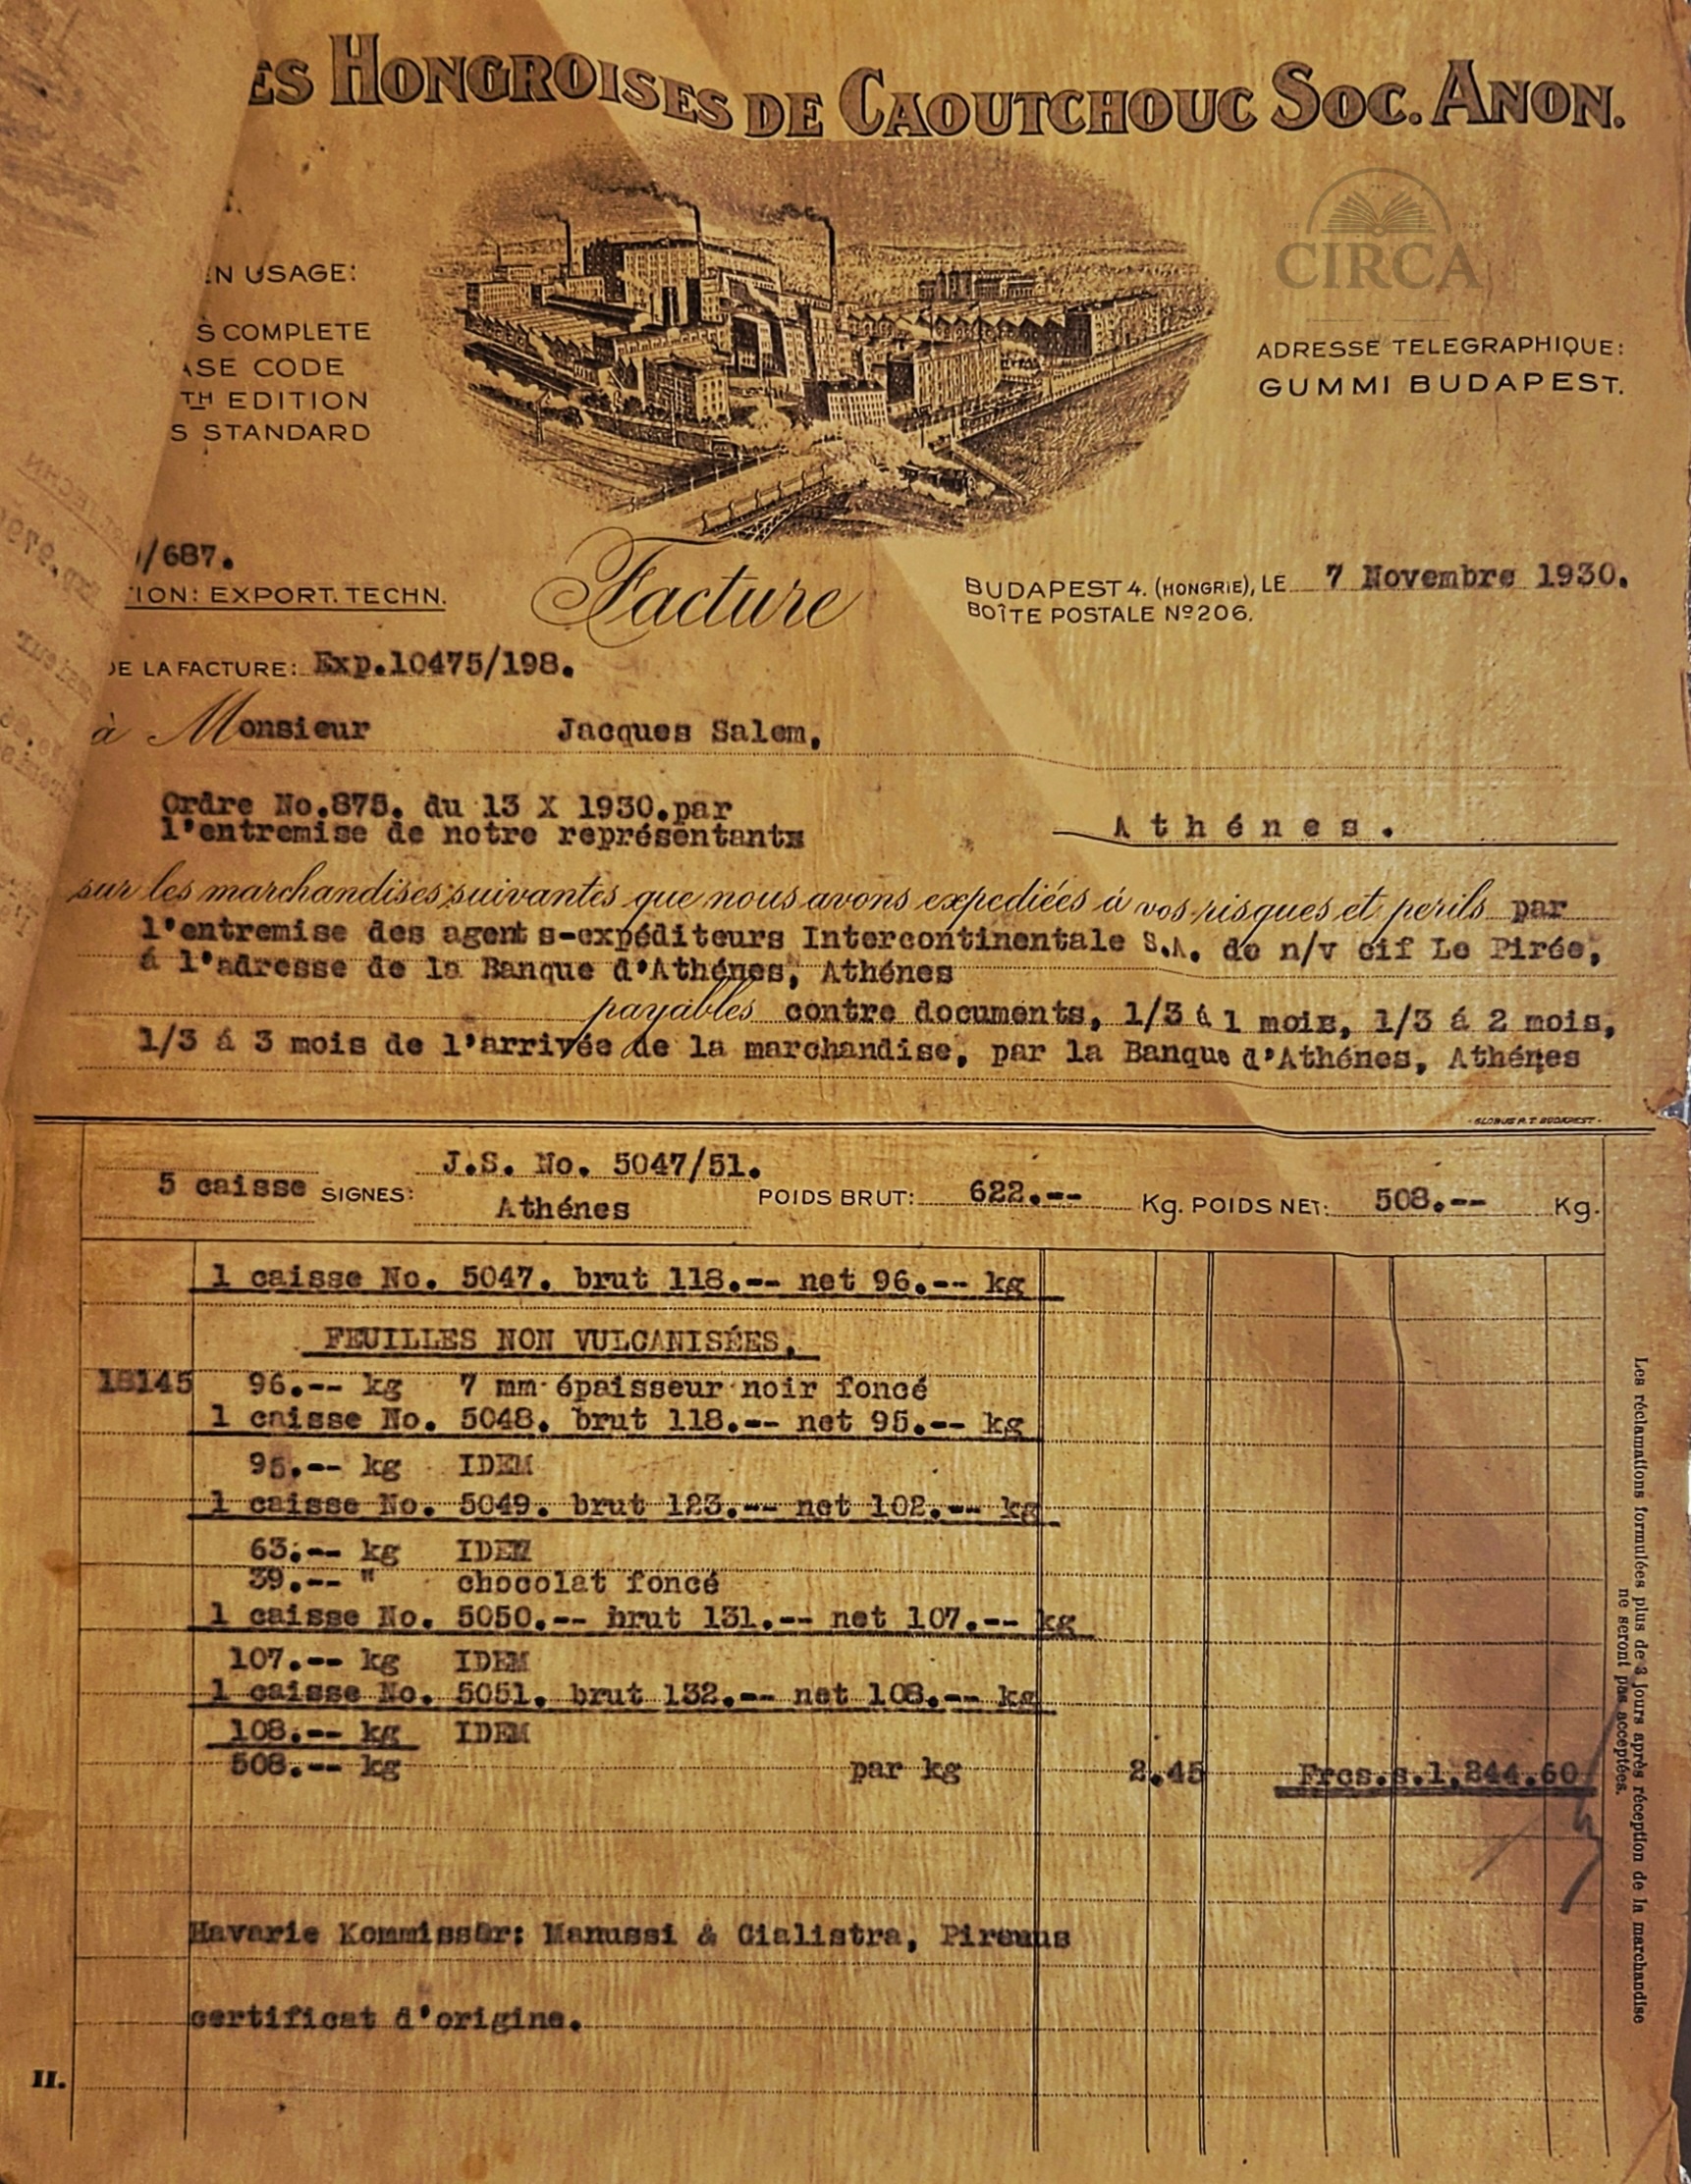 ES HONGROISES DE CAOUTCHOUC SOC. ANON.
CIRCA
EN USAGE:
S COMPLETE
ASE CODE
TH EDITION
S STANDARD
ADRESSE TELEGRAPHIQUE:
GUMMI BUDAPEST.
/687.
TION: EXPORT. TECHN.
Facture
BUDAPEST 4. (HONGRIE), LE 7 Novembre 1930.
BOÎTE POSTALE Nº 206.
DE LA FACTURE: Exp.10475/198.
à Monsieur Jacques Salem,
Ordre No.875. du 13 X 1930.par
l'entremise de notre représentants
Athénes.
sur les marchandises suivantes que nous avons expediées à vos risques et perils par
l'entremise des agents-expéditeurs Intercontinentale S.A. de n/v cif Le Pirée,
á l'adresse de la Banque d'Athénes, Athénes
payables contre documents, 1/3 á 1 mois, 1/3 á 2 mois,
1/3 á 3 mois de l'arrivée de la marchandise, par la Banque d'Athénes, Athénes
- GLOBUS R.T. BUDAPEST -
5 caisse SIGNES: J.S. No. 5047/51.
Athénes
POIDS BRUT: 622.-- Kg. POIDS NET: 508.-- Kg.
1 caisse No. 5047. brut 118.-- net 96.-- kg
FEUILLES NON VULCANISÉES.
18145 96.-- kg 7 mm épaisseur noir foncé
1 caisse No. 5048. brut 118.-- net 95.-- kg
95.-- kg IDEM
1 caisse No. 5049. brut 123.-- net 102.-- kg
63.-- kg IDEM
39.-- " chocolat foncé
1 caisse No. 5050.-- brut 131.-- net 107.-- kg
107.-- kg IDEM
1 caisse No. 5051. brut 132.-- net 108.-- kg
108.-- kg IDEM
508.-- kg par kg 2.45 Frcs.s.1,244.60
Havarie Kommissär: Manussi & Cialistra, Piraeus
certificat d'origine.
II.
Les réclamations formulées plus de 3 jours après réception de la marchandise
ne seront pas acceptées.